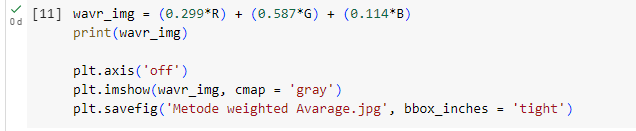 [11] wavr_img = (0.299*R) + (0.587*G) + (0.114*B)
0 d
print(wavr_img)
plt.axis('off')
plt.imshow(wavr_img, cmap = 'gray')
plt.savefig('Metode weighted Avarage.jpg', bbox_inches = 'tight')